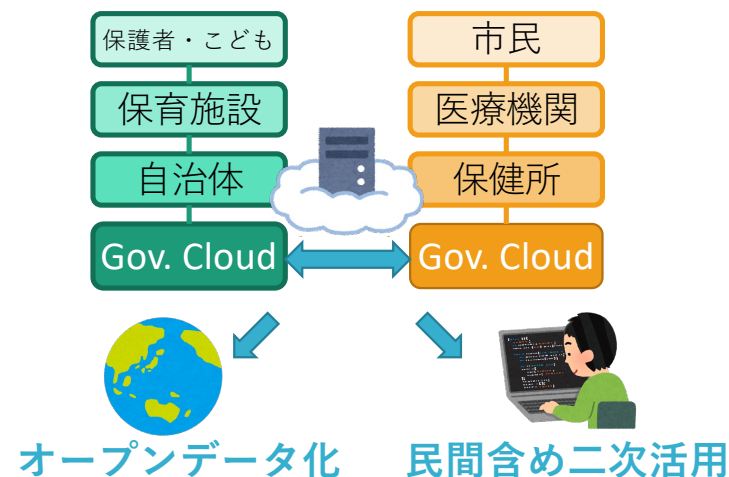 保護者・こども
保育施設
自治体
Gov. Cloud
市民
医療機関
保健所
Gov. Cloud
オープンデータ化
民間含め二次活用